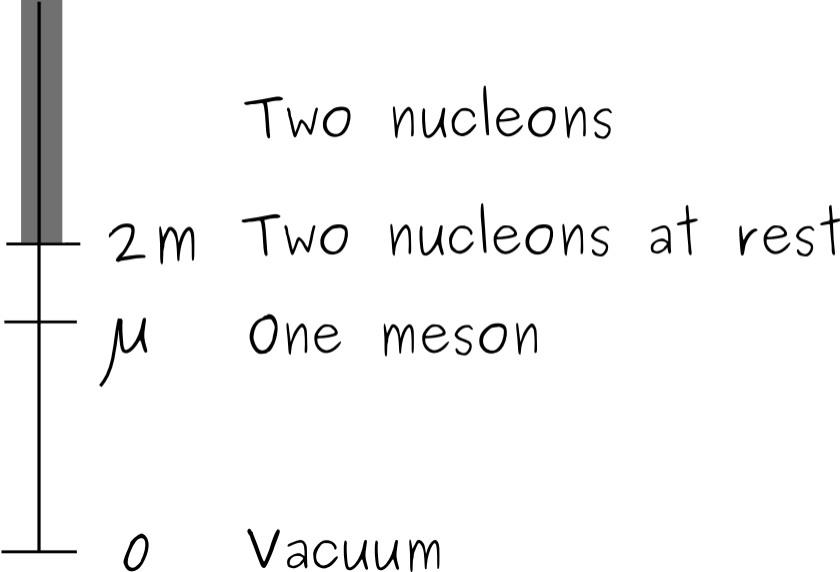 Two nucleons
2m Two nucleons at rest
μ One meson
0 Vacuum